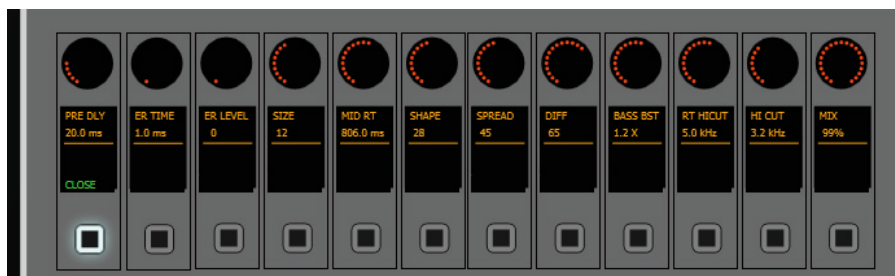 PRE DLY ER TIME ER LEVEL SIZE MID RT SHAPE SPREAD DIFF BASS BST RT HICUT HI CUT MIX
20.0 ms 1.0 ms 0 12 806.0 ms 28 45 65 1.2 X 5.0 kHz 3.2 kHz 99%
CLOSE